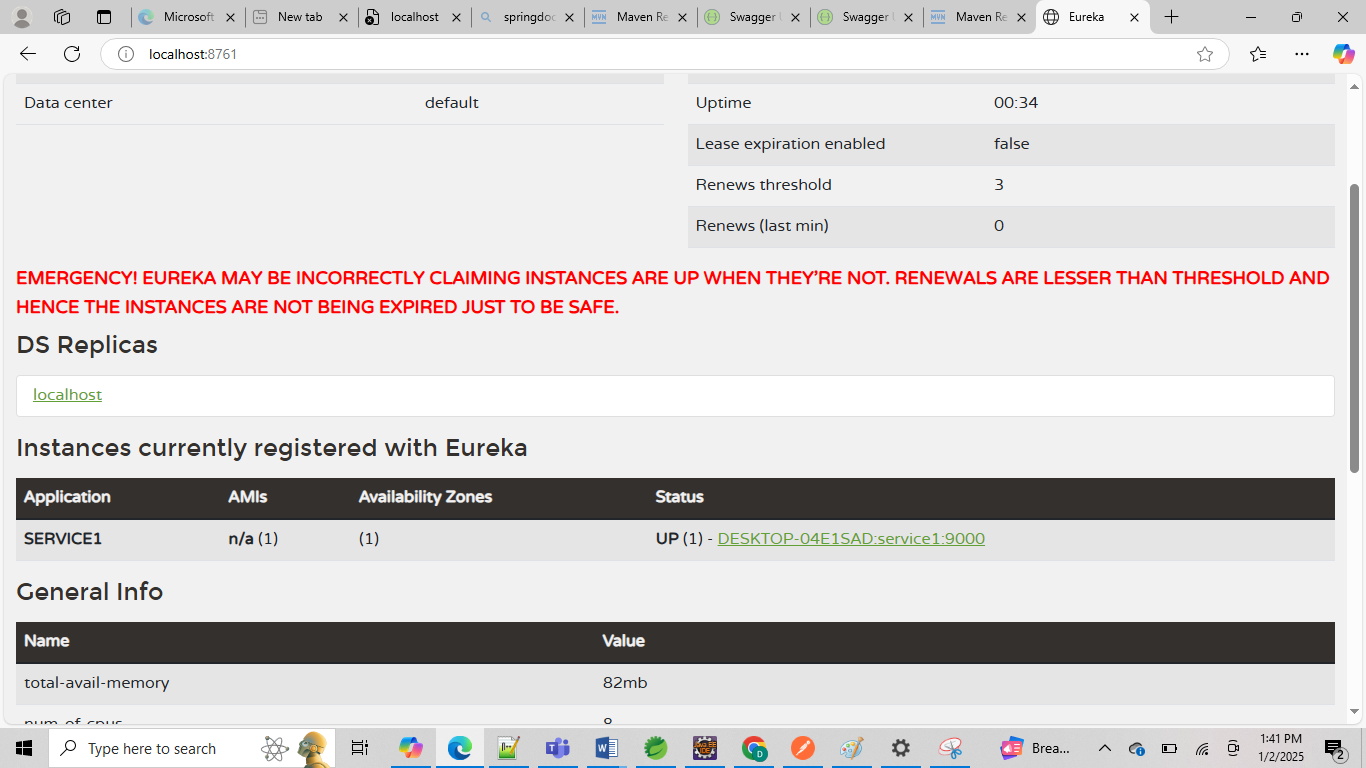 Microsoft
New tab
localhost
springdoc
Maven Re
Swagger U
Swagger U
Maven Re
Eureka
localhost:8761
Data center default
Uptime 00:34
Lease expiration enabled false
Renews threshold 3
Renews (last min) 0
EMERGENCY! EUREKA MAY BE INCORRECTLY CLAIMING INSTANCES ARE UP WHEN THEY’RE NOT. RENEWALS ARE LESSER THAN THRESHOLD AND
HENCE THE INSTANCES ARE NOT BEING EXPIRED JUST TO BE SAFE.
DS Replicas
localhost
Instances currently registered with Eureka
Application AMIs Availability Zones Status
SERVICE1 n/a (1) (1) UP (1) - DESKTOP-04E1SAD:service1:9000
General Info
Name Value
total-avail-memory 82mb
num-of-cpus 8
Type here to search
Brea...
1:41 PM
1/2/2025
2